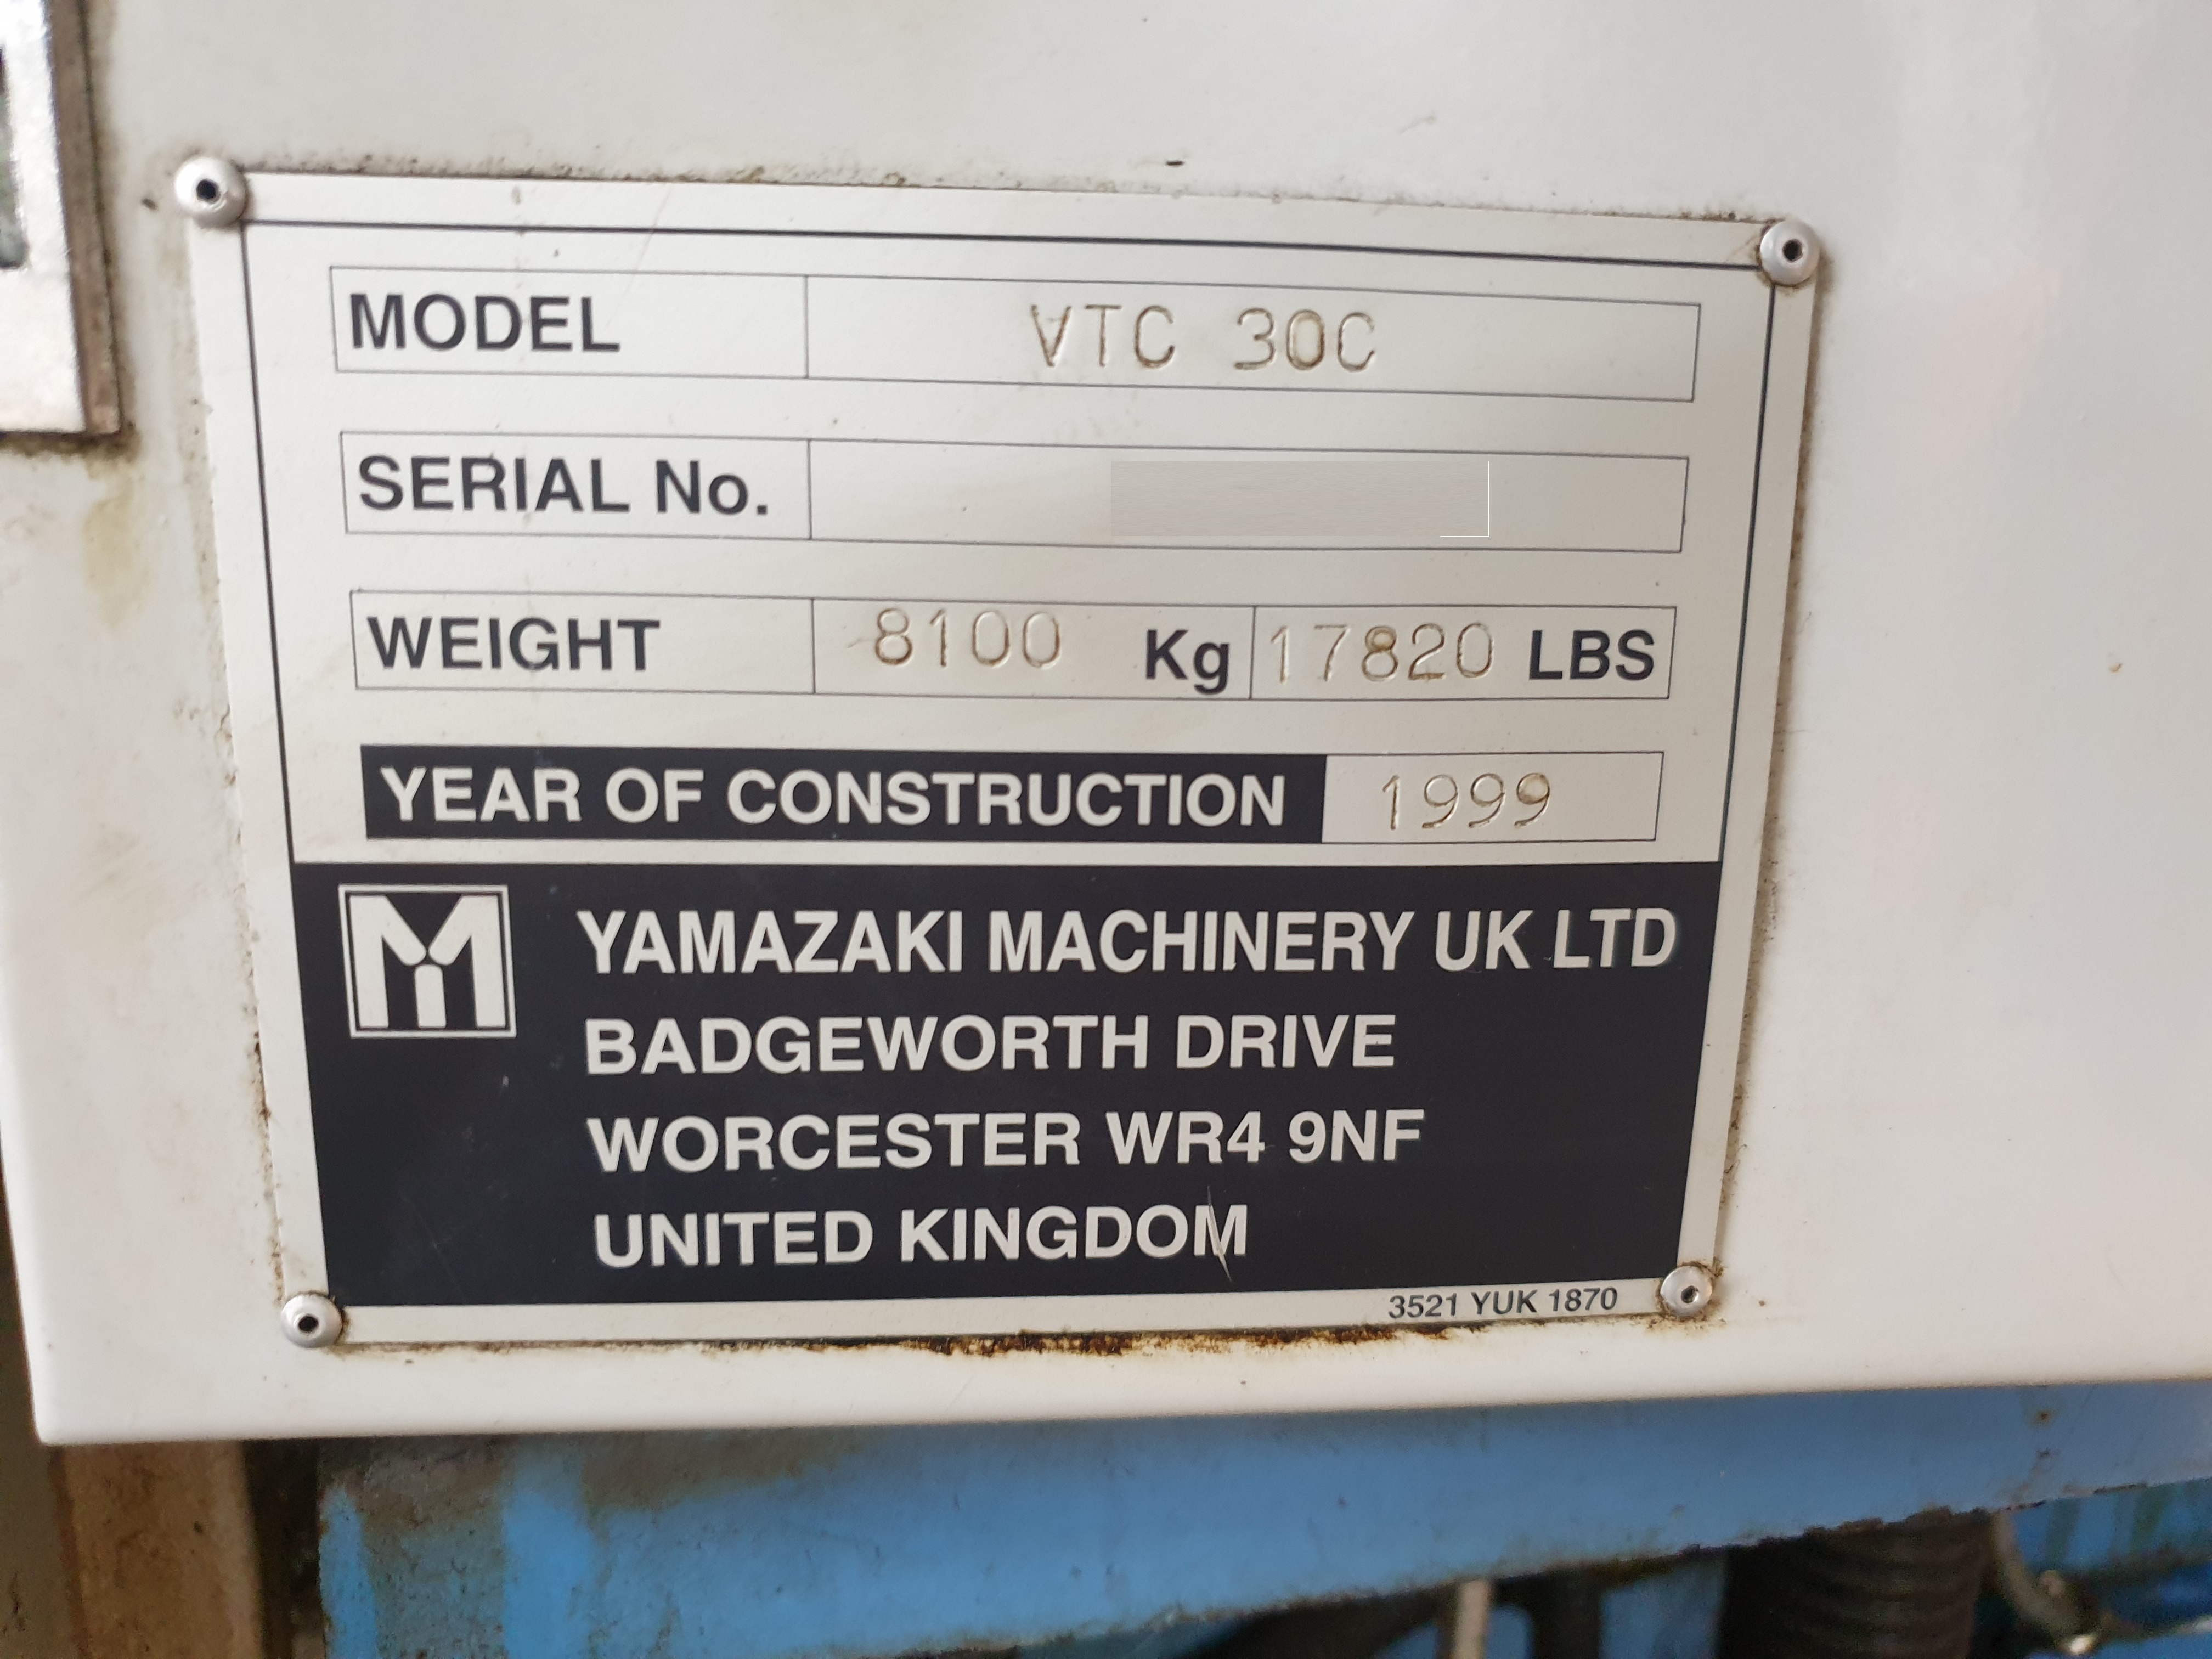 MODEL VTC 30C
SERIAL No.
WEIGHT 8100 Kg 17820 LBS
YEAR OF CONSTRUCTION 1999
YAMAZAKI MACHINERY UK LTD
BADGEWORTH DRIVE
WORCESTER WR4 9NF
UNITED KINGDOM
3521 YUK 1870